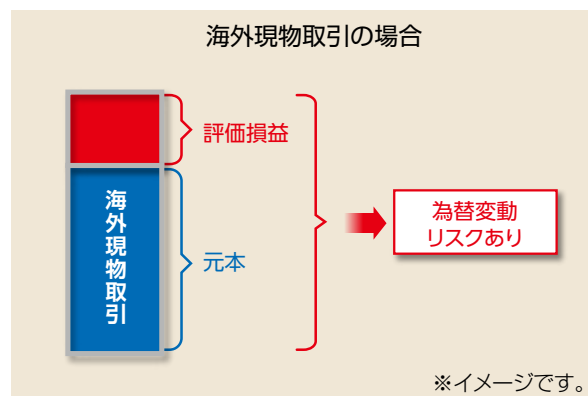 海外現物取引の場合
評価損益
海外現物取引
元本
為替変動
リスクあり
※イメージです。